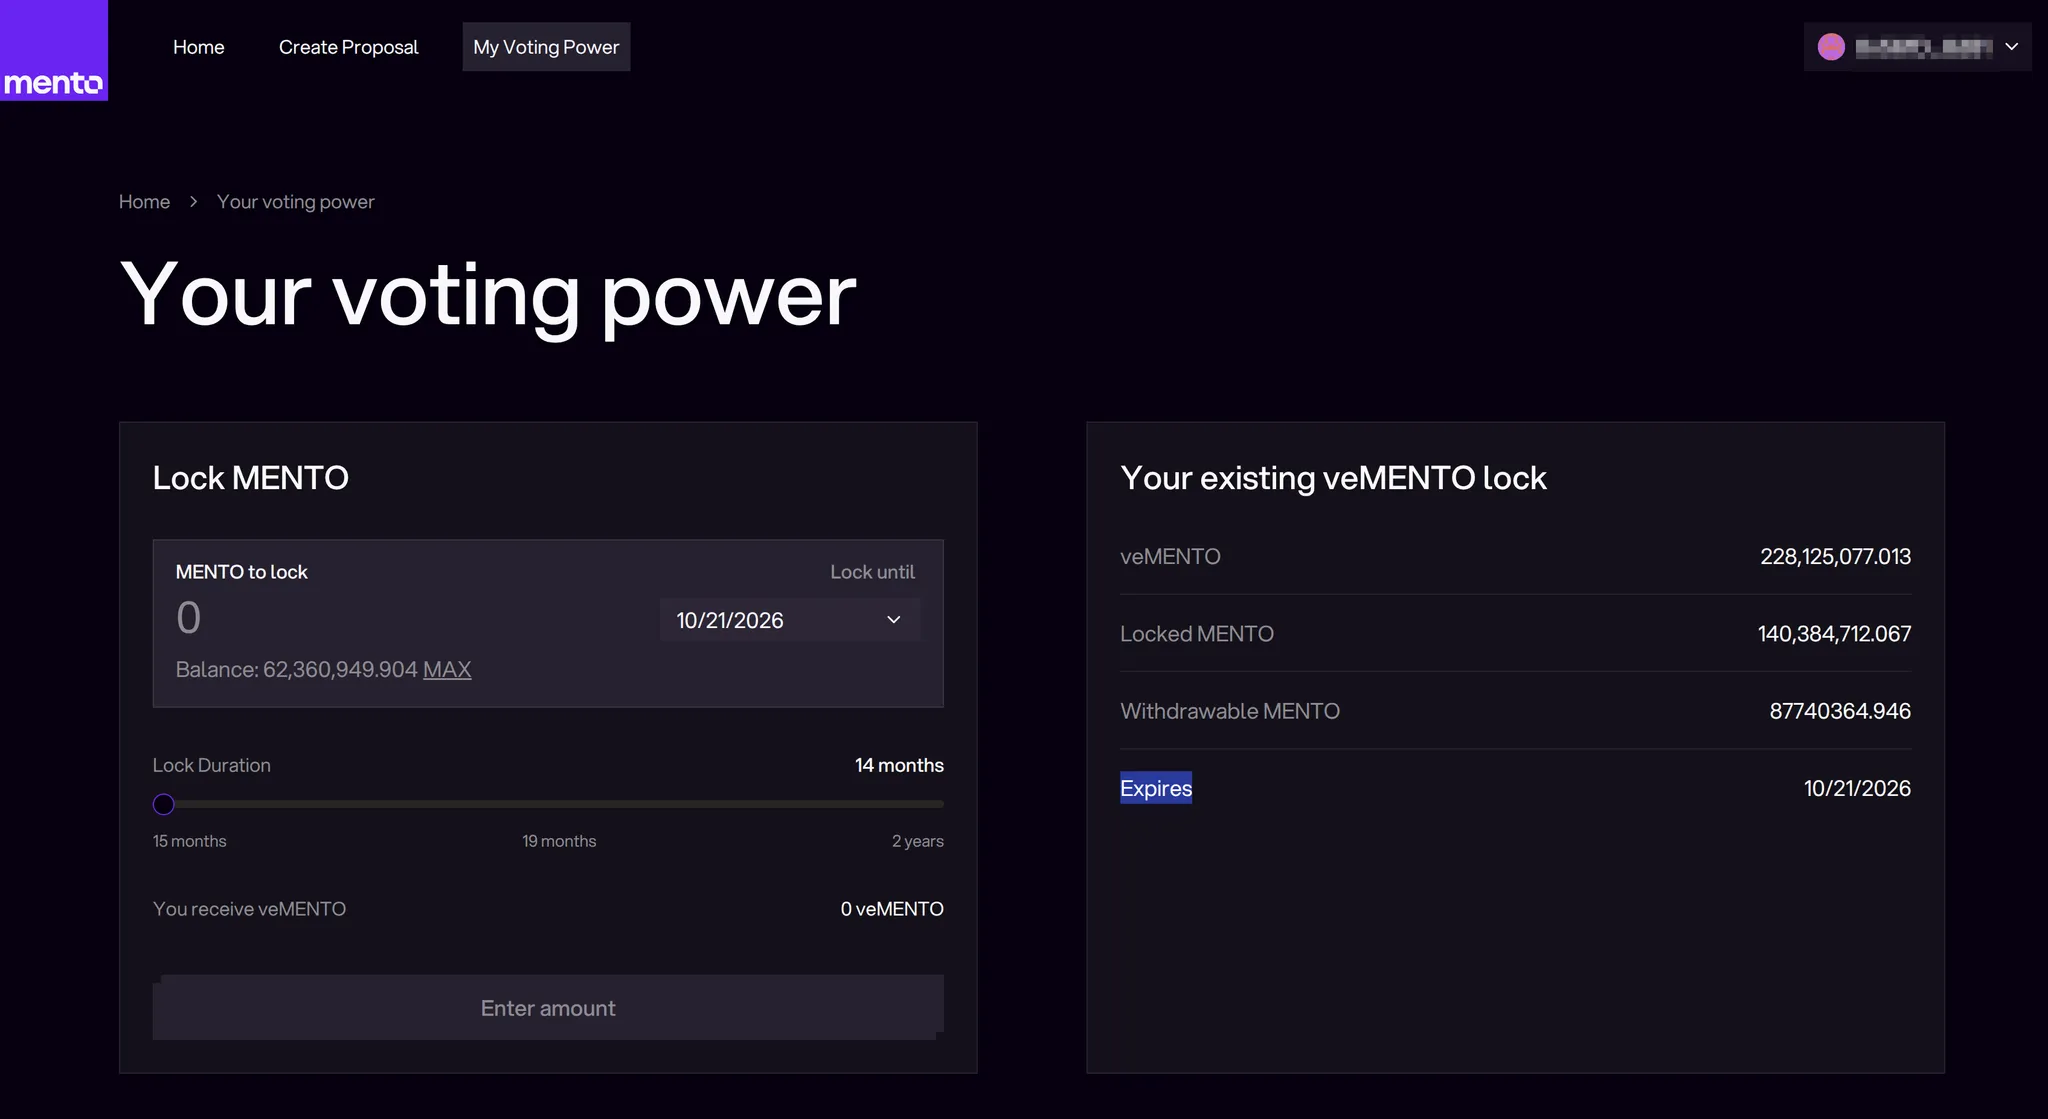 mento
Home
Create Proposal
My Voting Power
Home > Your voting power
Your voting power
Lock MENTO
MENTO to lock
Lock until
0
10/21/2026
Balance: 62,360,949.904 MAX
Lock Duration
14 months
15 months
19 months
2 years
You receive veMENTO
0 veMENTO
Enter amount
Your existing veMENTO lock
veMENTO
228,125,077.013
Locked MENTO
140,384,712.067
Withdrawable MENTO
87740364.946
Expires
10/21/2026